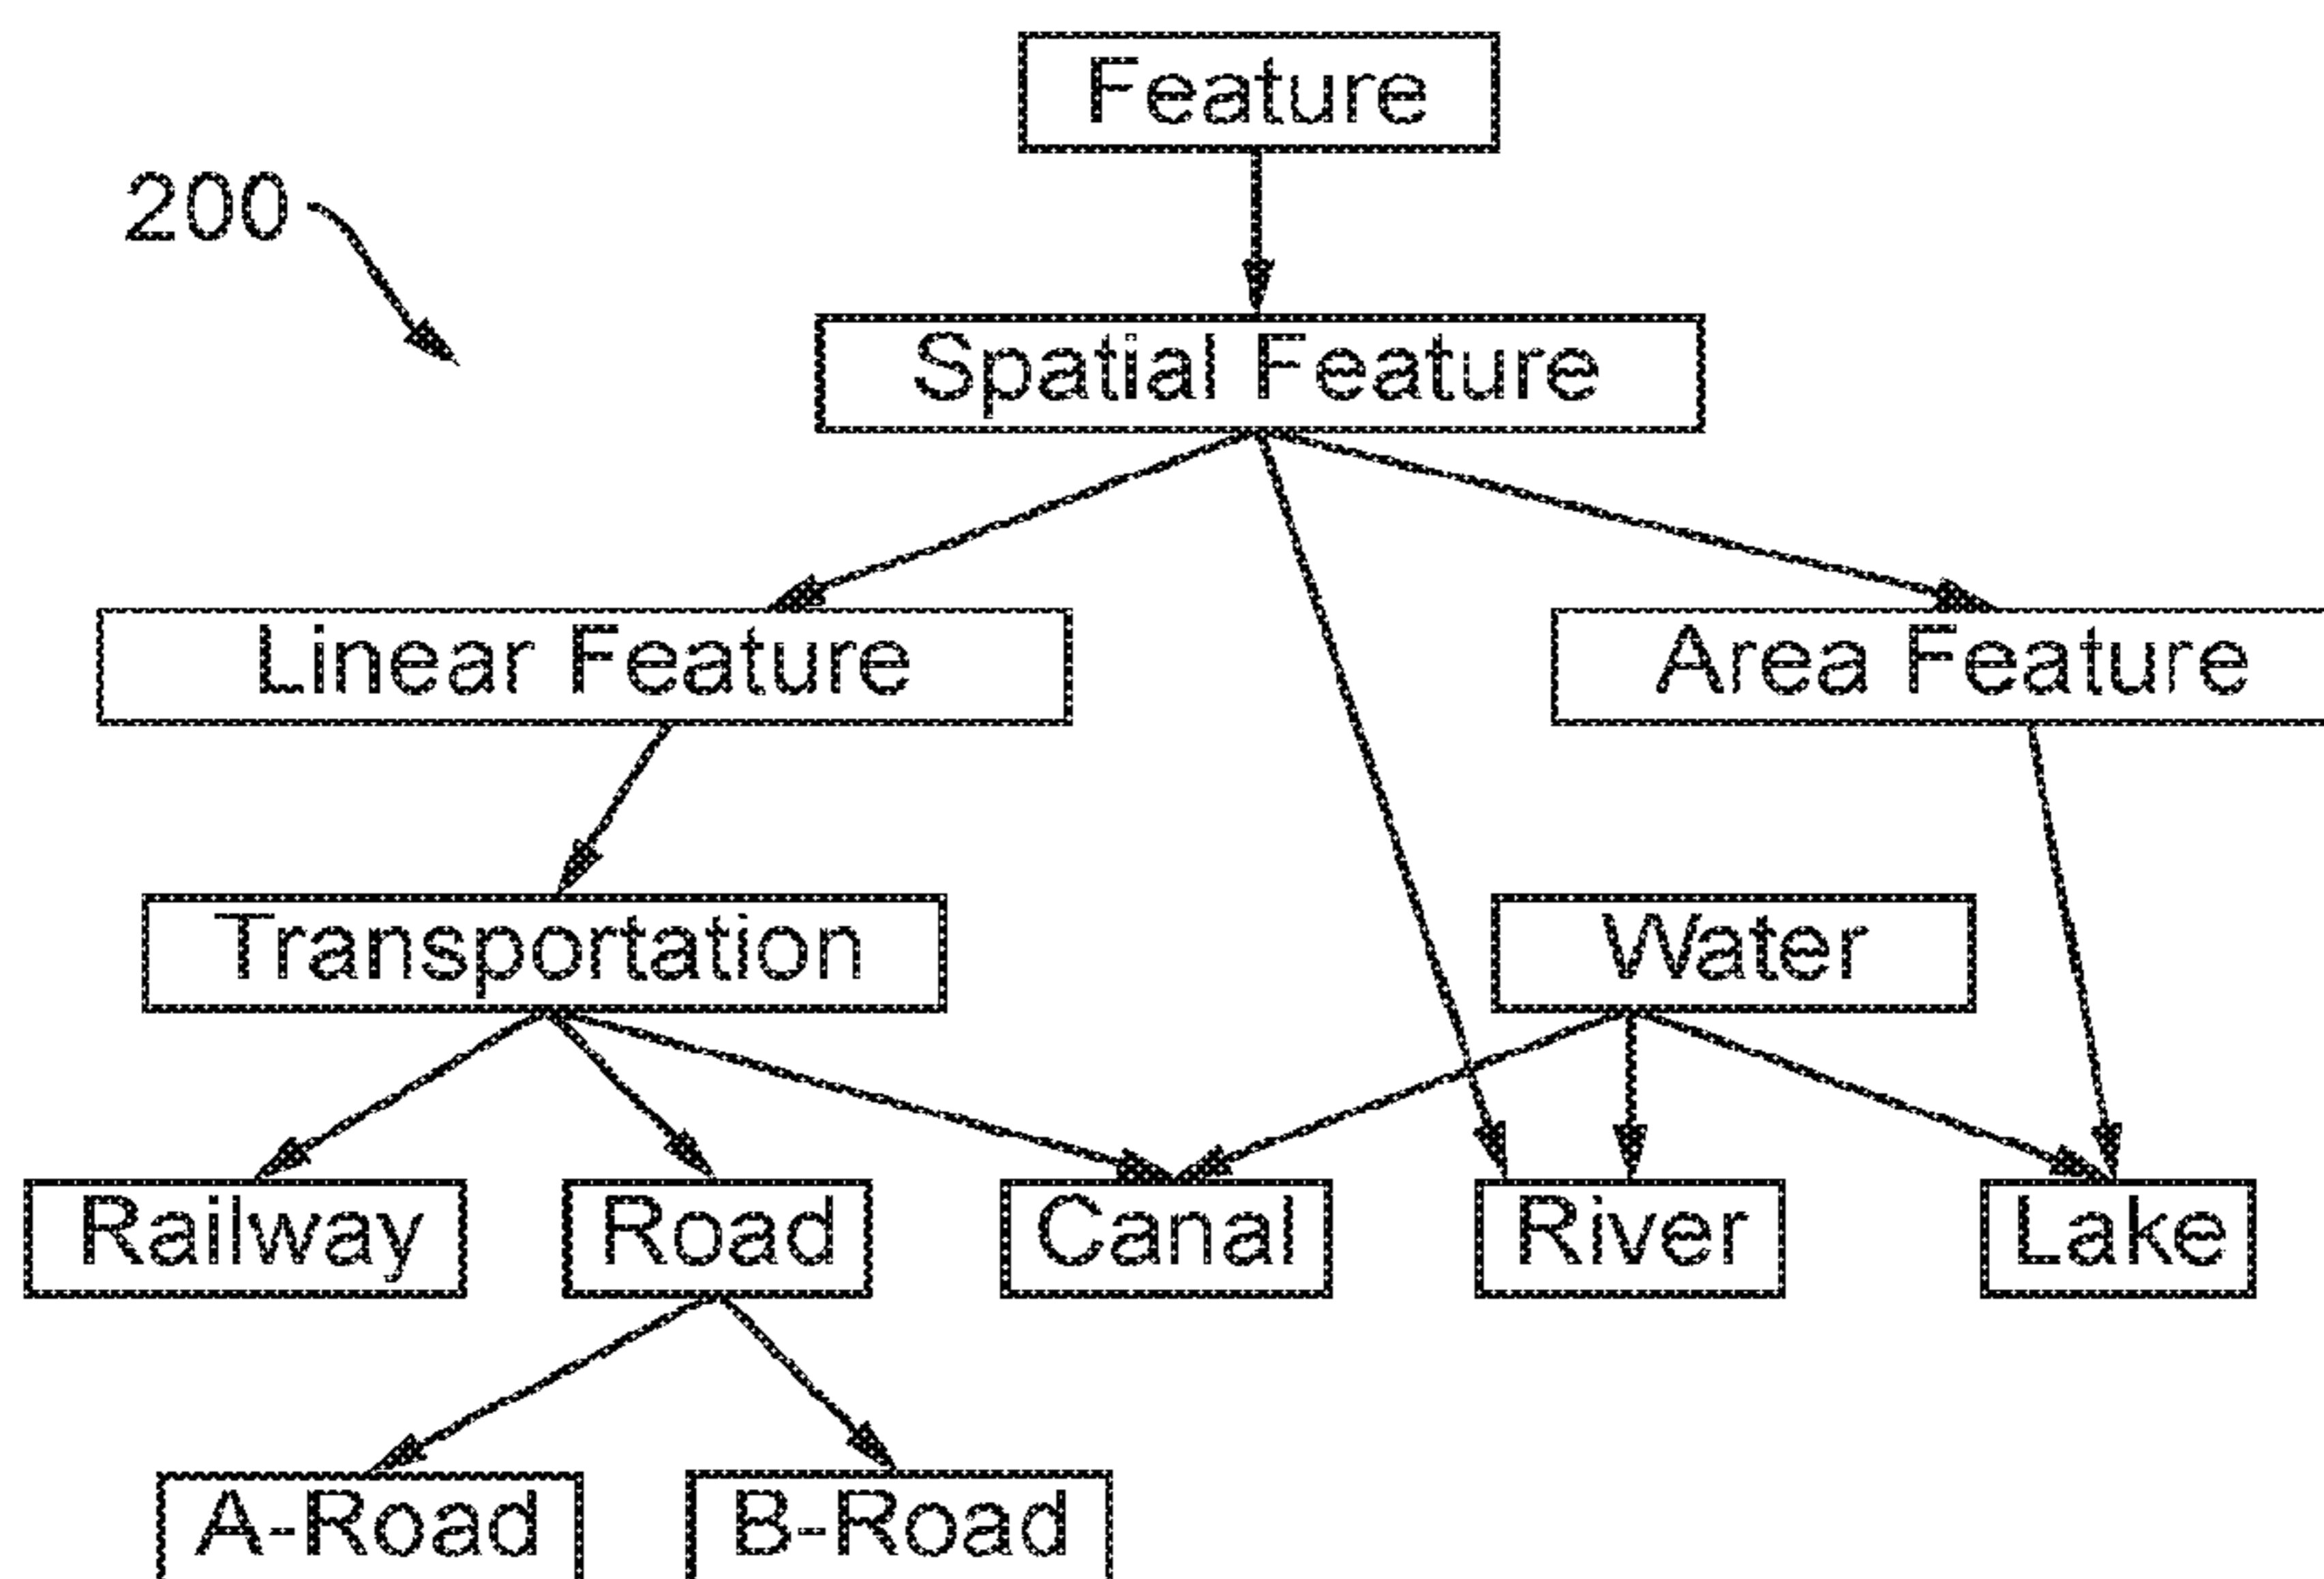 Feature
200
Spatial Feature
Linear Feature
Area Feature
Transportation
Water
Railway
Road
Canal
River
Lake
A-Road
B-Road